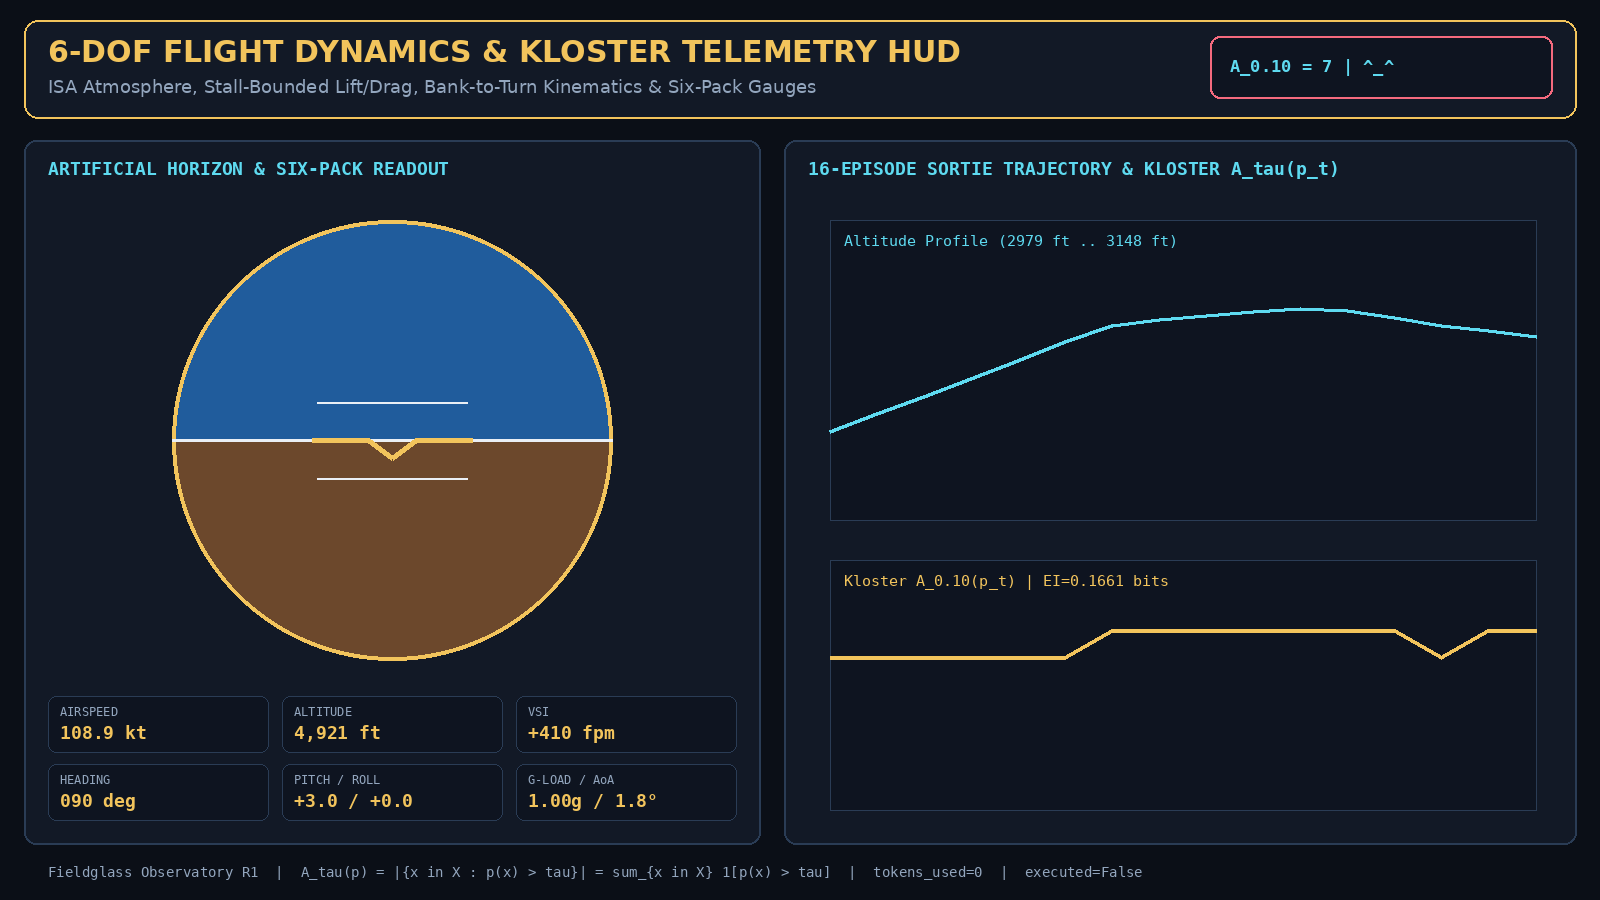 6-DOF FLIGHT DYNAMICS & KLOSTER TELEMETRY HUD
ISA Atmosphere, Stall-Bounded Lift/Drag, Bank-to-Turn Kinematics & Six-Pack Gauges
A_0.10 = 7 | ^_^
ARTIFICIAL HORIZON & SIX-PACK READOUT
AIRSPEED
108.9 kt
ALTITUDE
4,921 ft
VSI
+410 fpm
HEADING
090 deg
PITCH / ROLL
+3.0 / +0.0
G-LOAD / AoA
1.00g / 1.8°
16-EPISODE SORTIE TRAJECTORY & KLOSTER A_tau(p_t)
Altitude Profile (2979 ft .. 3148 ft)
Kloster A_0.10(p_t) | EI=0.1661 bits
Fieldglass Observatory R1 | A_tau(p) = |{x in X : p(x) > tau}| = sum_{x in X} 1[p(x) > tau] | tokens_used=0 | executed=False